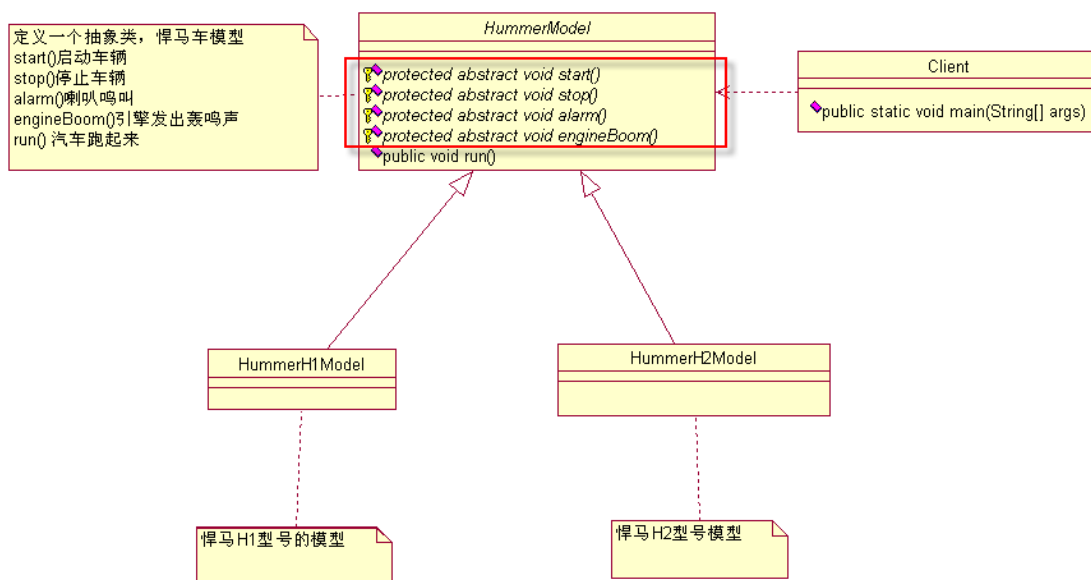 定义一个抽象类，悍马车模型
start()启动车辆
stop()停止车辆
alarm()喇叭鸣叫
engineBoom()引擎发出轰鸣声
run() 汽车跑起来
HummerModel
protected abstract void start()
protected abstract void stop()
protected abstract void alarm()
protected abstract void engineBoom()
public void run()
Client
public static void main(String[] args)
HummerH1Model
HummerH2Model
悍马H1型号的模型
悍马H2型号模型